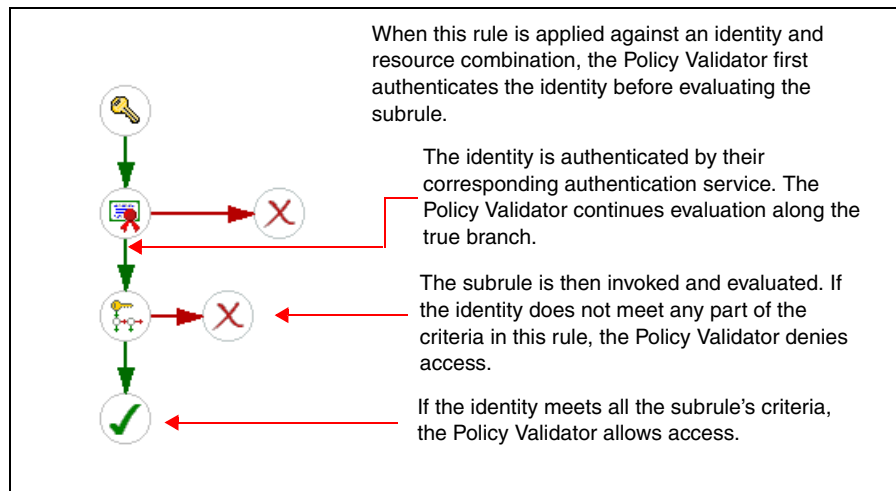 When this rule is applied against an identity and
resource combination, the Policy Validator first
authenticates the identity before evaluating the
subrule.
The identity is authenticated by their
corresponding authentication service. The
Policy Validator continues evaluation along the
true branch.
The subrule is then invoked and evaluated. If
the identity does not meet any part of the
criteria in this rule, the Policy Validator denies
access.
If the identity meets all the subrule’s criteria,
the Policy Validator allows access.